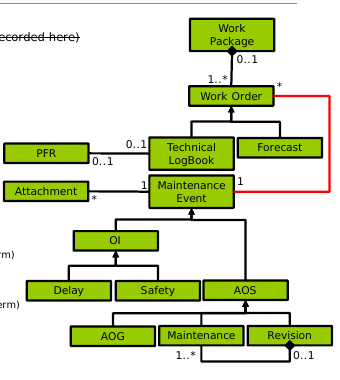 Work
Package
ecorded here)
0..1
1..*
*
Work Order
0..1
Technical
LogBook
Forecast
PFR
0..1
Maintenance
Event
1
1
Attachment
*
OI
rm)
Delay
Safety
AOS
erm)
AOG
Maintenance
Revision
1..*
0..1